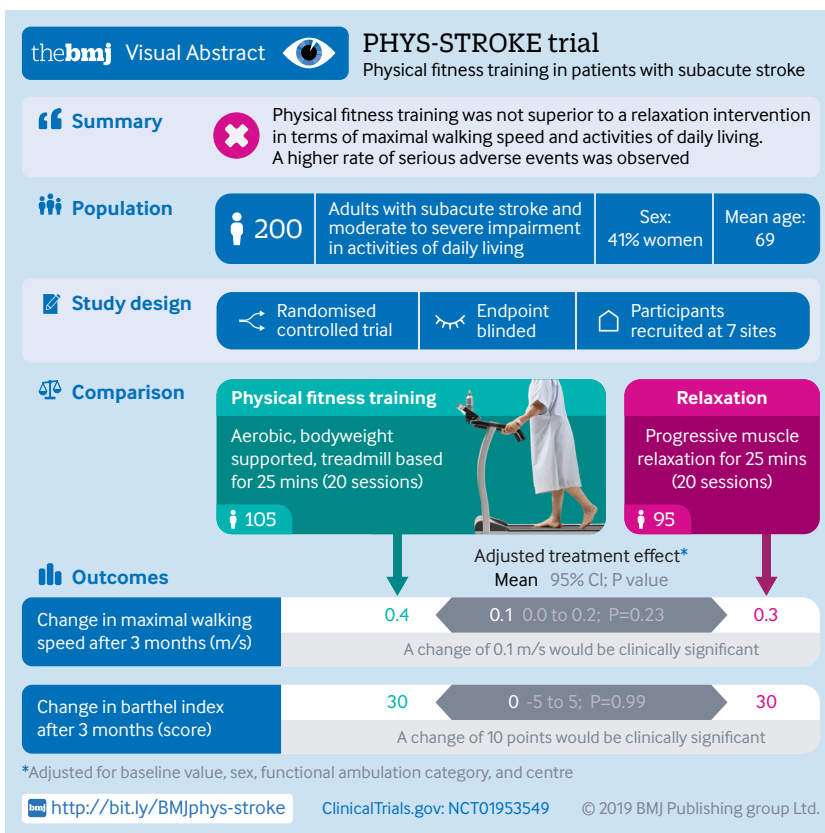 thebmj Visual Abstract
PHYS-STROKE trial
Physical fitness training in patients with subacute stroke
Summary
Physical fitness training was not superior to a relaxation intervention
in terms of maximal walking speed and activities of daily living.
A higher rate of serious adverse events was observed
Population
200
Adults with subacute stroke and
moderate to severe impairment
in activities of daily living
Sex:
41% women
Mean age:
69
Study design
Randomised
controlled trial
Endpoint
blinded
Participants
recruited at 7 sites
Comparison
Physical fitness training
Aerobic, bodyweight
supported, treadmill based
for 25 mins (20 sessions)
105
Relaxation
Progressive muscle
relaxation for 25 mins
(20 sessions)
95
Outcomes
Adjusted treatment effect*
Mean 95% CI; P value
Change in maximal walking
speed after 3 months (m/s)
0.4
0.1 0.0 to 0.2; P=0.23
0.3
A change of 0.1 m/s would be clinically significant
Change in barthel index
after 3 months (score)
30
0 -5 to 5; P=0.99
30
A change of 10 points would be clinically significant
*Adjusted for baseline value, sex, functional ambulation category, and centre
bmj http://bit.ly/BMJphys-stroke
ClinicalTrials.gov: NCT01953549
© 2019 BMJ Publishing group Ltd.